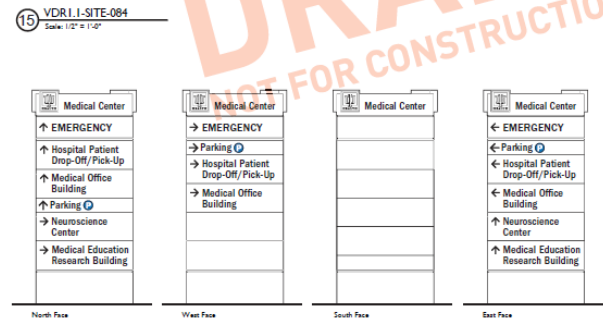 15 VDR1.1-SITE-084
Scale: 1/2" = 1'-0"
NOT FOR CONSTRUCTIO
Medical Center
↑ EMERGENCY
↑ Hospital Patient
Drop-Off/Pick-Up
↑ Medical Office
Building
↑ Parking P
→ Neuroscience
Center
→ Medical Education
Research Building
North Face
Medical Center
→ EMERGENCY
→ Parking P
→ Hospital Patient
Drop-Off/Pick-Up
→ Medical Office
Building
West Face
Medical Center
South Face
Medical Center
← EMERGENCY
← Parking P
← Hospital Patient
Drop-Off/Pick-Up
← Medical Office
Building
↑ Neuroscience
Center
↑ Medical Education
Research Building
East Face